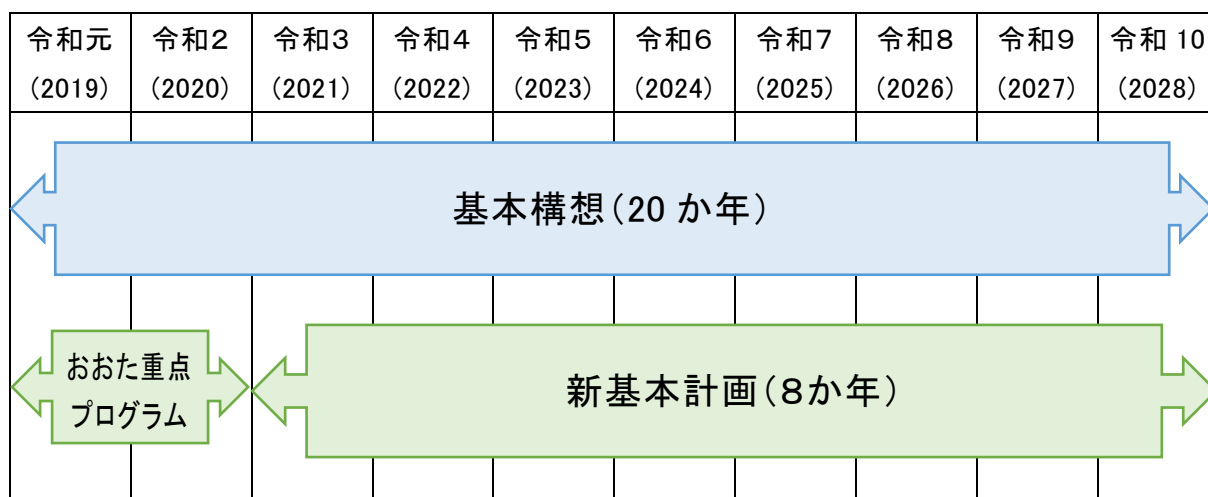 令和元 令和2 令和3 令和4 令和5 令和6 令和7 令和8 令和9 令和 10
(2019) (2020) (2021) (2022) (2023) (2024) (2025) (2026) (2027) (2028)
基本構想(20 か年)
おおた重点
プログラム
新基本計画(8か年)